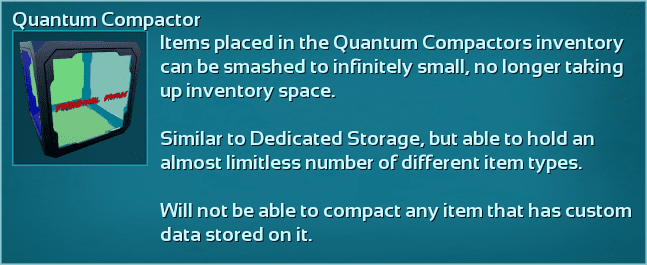 Quantum Compactor
Items placed in the Quantum Compactors inventory
can be smashed to infinitely small, no longer taking
up inventory space.
Similar to Dedicated Storage, but able to hold an
almost limitless number of different item types.
Will not be able to compact any item that has custom
data stored on it.